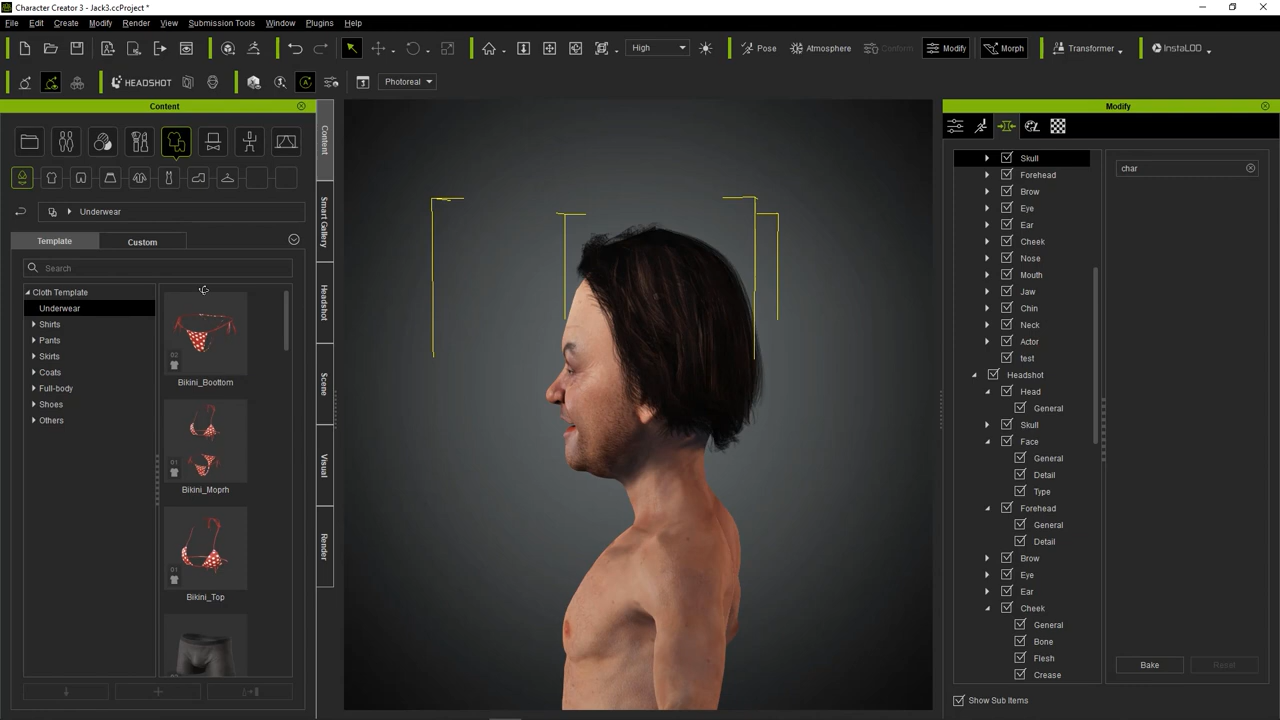 Character Creator 3 - Jack3.ccProject *
File Edit Create Modify Render View Submission Tools Window Plugins Help
High Pose Atmosphere Conform Modify Morph Transformer InstaLOD
HEADSHOT Photoreal
Content
Underwear
Template Custom
Search
Cloth Template
Underwear
Shirts
Pants
Skirts
Coats
Full-body
Shoes
Others
02
Bikini_Boottom
01
Bikini_Moprh
01
Bikini_Top
Content
Smart Gallery
Headshot
Scene
Visual
Render
Modify
Skull
Forehead
Brow
Eye
Ear
Cheek
Nose
Mouth
Jaw
Chin
Neck
Actor
test
Headshot
Head
General
Skull
Face
General
Detail
Type
Forehead
General
Detail
Brow
Eye
Ear
Cheek
General
Bone
Flesh
Crease
Show Sub Items
char
Bake Reset